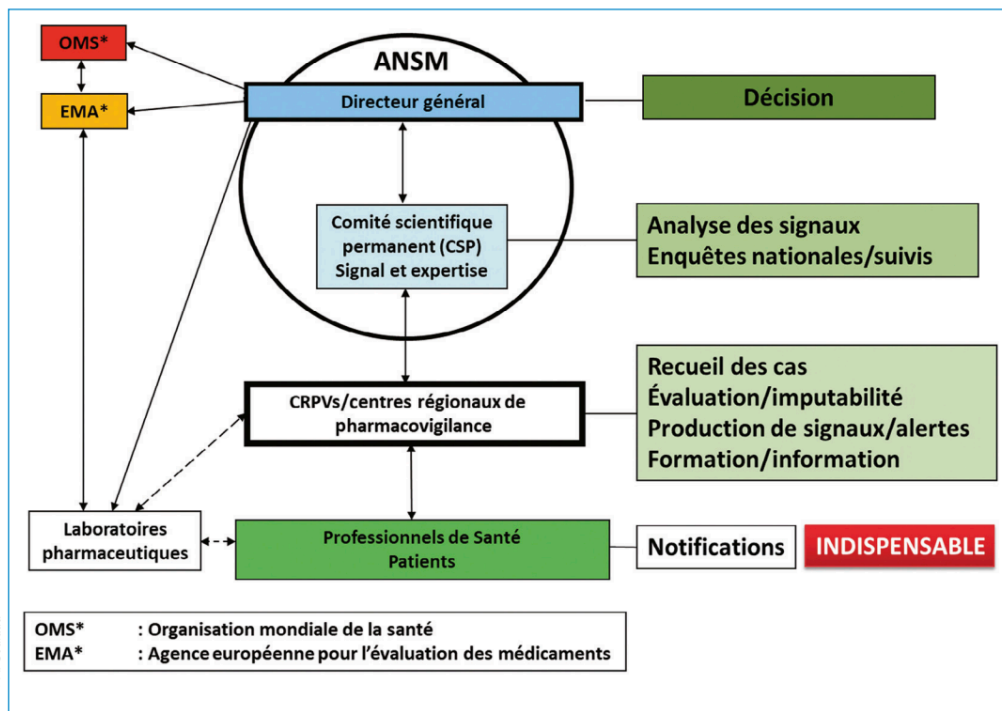 OMS*
ANSM
EMA*
Directeur général
Décision
Comité scientifique
permanent (CSP)
Signal et expertise
Analyse des signaux
Enquêtes nationales/suivis
CRPVs/centres régionaux de
pharmacovigilance
Recueil des cas
Évaluation/imputabilité
Production de signaux/alertes
Formation/information
Laboratoires
pharmaceutiques
Professionnels de Santé
Patients
Notifications
INDISPENSABLE
OMS* : Organisation mondiale de la santé
EMA* : Agence européenne pour l'évaluation des médicaments